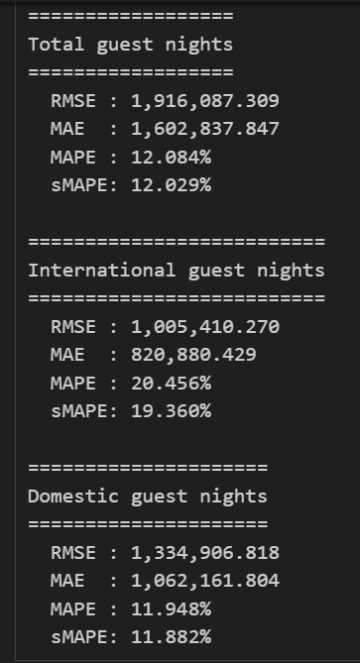 ==================
Total guest nights
==================
  RMSE : 1,916,087.309
  MAE  : 1,602,837.847
  MAPE : 12.084%
  sMAPE: 12.029%

==========================
International guest nights
==========================
  RMSE : 1,005,410.270
  MAE  : 820,880.429
  MAPE : 20.456%
  sMAPE: 19.360%

=====================
Domestic guest nights
=====================
  RMSE : 1,334,906.818
  MAE  : 1,062,161.804
  MAPE : 11.948%
  sMAPE: 11.882%